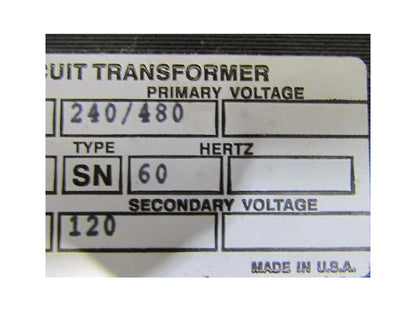 CUIT TRANSFORMER
PRIMARY VOLTAGE
240/480
TYPE HERTZ
SN 60
SECONDARY VOLTAGE
120
MADE IN U.S.A.